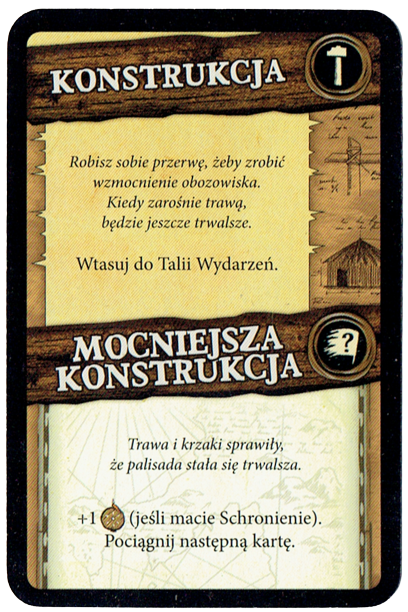 KONSTRUKCJA
Robisz sobie przerwę, żeby zrobić
wzmocnienie obozowiska.
Kiedy zarośnie trawą,
będzie jeszcze trwalsze.
Wtasuj do Talii Wydarzeń.
?
MOCNIEJSZA
KONSTRUKCJA
Trawa i krzaki sprawiły,
że palisada stała się trwalsza.
+1 (jeśli macie Schronienie).
Pociągnij następną kartę.